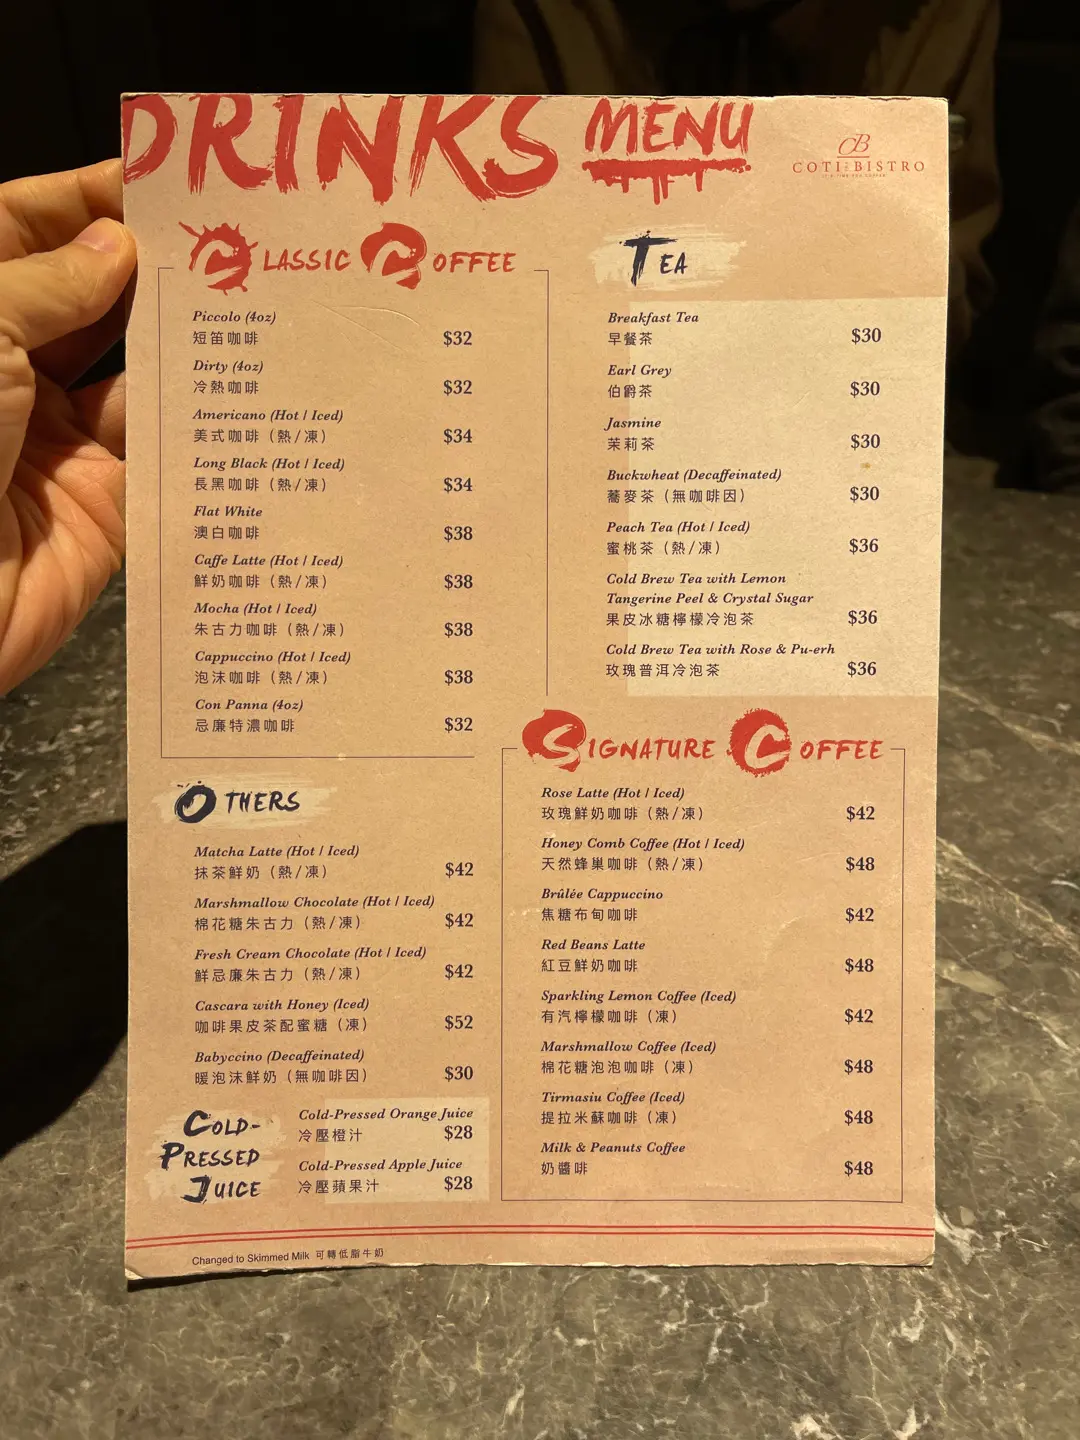 DRINKS MENU
CB
COTI BISTRO
CLASSIC COFFEE
Piccolo (4oz)
短笛咖啡 $32
Dirty (4oz)
冷熱咖啡 $32
Americano (Hot / Iced)
美式咖啡（熱/凍） $34
Long Black (Hot / Iced)
長黑咖啡（熱/凍） $34
Flat White
澳白咖啡 $38
Caffe Latte (Hot / Iced)
鮮奶咖啡（熱/凍） $38
Mocha (Hot / Iced)
朱古力咖啡（熱/凍） $38
Cappuccino (Hot / Iced)
泡沫咖啡（熱/凍） $38
Con Panna (4oz)
忌廉特濃咖啡 $32
TEA
Breakfast Tea
早餐茶 $30
Earl Grey
伯爵茶 $30
Jasmine
茉莉茶 $30
Buckwheat (Decaffeinated)
蕎麥茶（無咖啡因） $30
Peach Tea (Hot / Iced)
蜜桃茶（熱/凍） $36
Cold Brew Tea with Lemon
Tangerine Peel & Crystal Sugar
果皮冰糖檸檬冷泡茶 $36
Cold Brew Tea with Rose & Pu-erh
玫瑰普洱冷泡茶 $36
OTHERS
Matcha Latte (Hot / Iced)
抹茶鮮奶（熱/凍） $42
Marshmallow Chocolate (Hot / Iced)
棉花糖朱古力（熱/凍） $42
Fresh Cream Chocolate (Hot / Iced)
鮮忌廉朱古力（熱/凍） $42
Cascara with Honey (Iced)
咖啡果皮茶配蜜糖（凍） $52
Babyccino (Decaffeinated)
暖泡沫鮮奶（無咖啡因） $30
COLD-
PRESSED
JUICE
Cold-Pressed Orange Juice
冷壓橙汁 $28
Cold-Pressed Apple Juice
冷壓蘋果汁 $28
SIGNATURE COFFEE
Rose Latte (Hot / Iced)
玫瑰鮮奶咖啡（熱/凍） $42
Honey Comb Coffee (Hot / Iced)
天然蜂巢咖啡（熱/凍） $48
Brûlée Cappuccino
焦糖布甸咖啡 $42
Red Beans Latte
紅豆鮮奶咖啡 $48
Sparkling Lemon Coffee (Iced)
有汽檸檬咖啡（凍） $42
Marshmallow Coffee (Iced)
棉花糖泡泡咖啡（凍） $48
Tirmasiu Coffee (Iced)
提拉米蘇咖啡（凍） $48
Milk & Peanuts Coffee
奶醬啡 $48
Changed to Skimmed Milk 可轉低脂牛奶